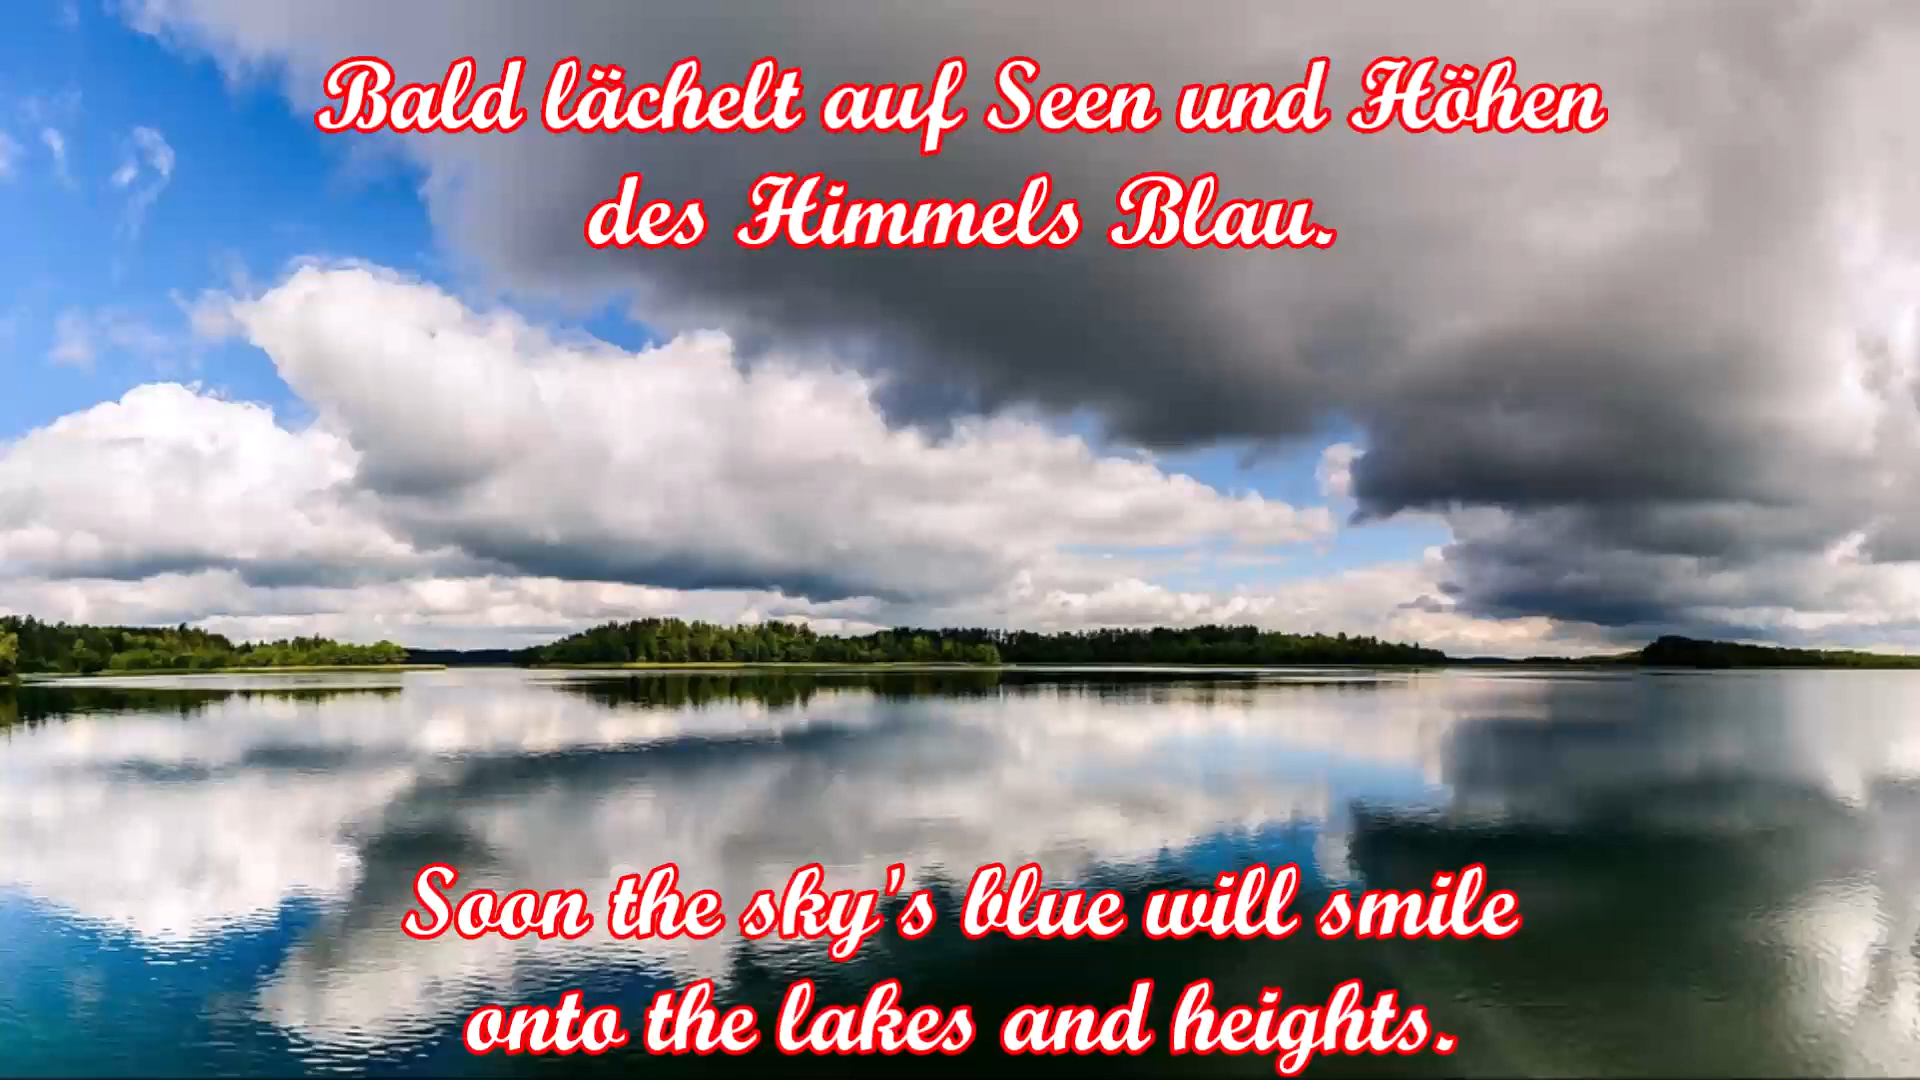 Bald lächelt auf Seen und Höhen
des Himmels Blau.
Soon the sky's blue will smile
onto the lakes and heights.